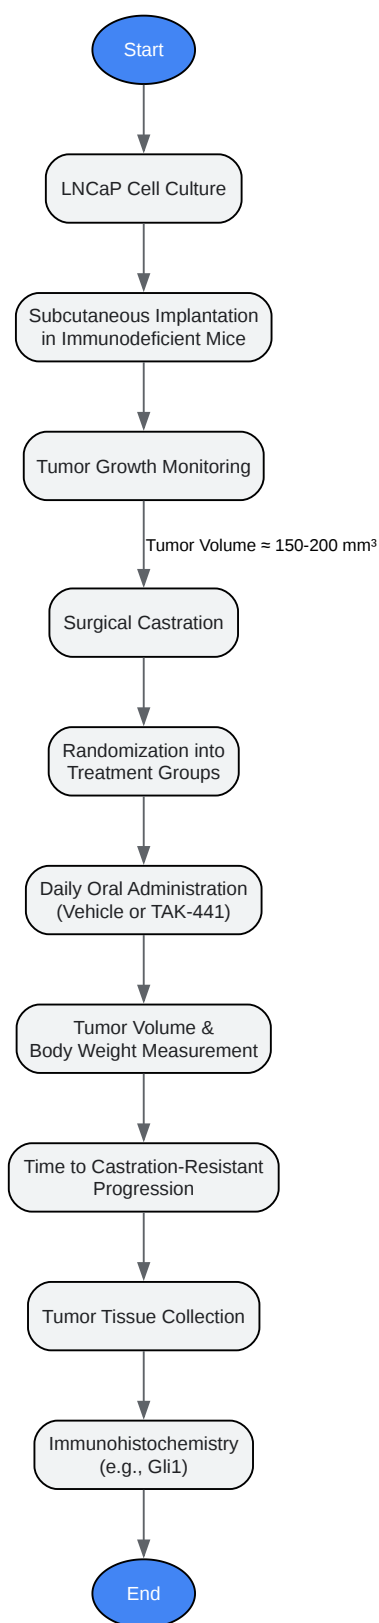 Start
LNCaP Cell Culture
Subcutaneous Implantation
in Immunodeficient Mice
Tumor Growth Monitoring
Tumor Volume ≈ 150-200 mm³
Surgical Castration
Randomization into
Treatment Groups
Daily Oral Administration
(Vehicle or TAK-441)
Tumor Volume &
Body Weight Measurement
Time to Castration-Resistant
Progression
Tumor Tissue Collection
Immunohistochemistry
(e.g., Gli1)
End